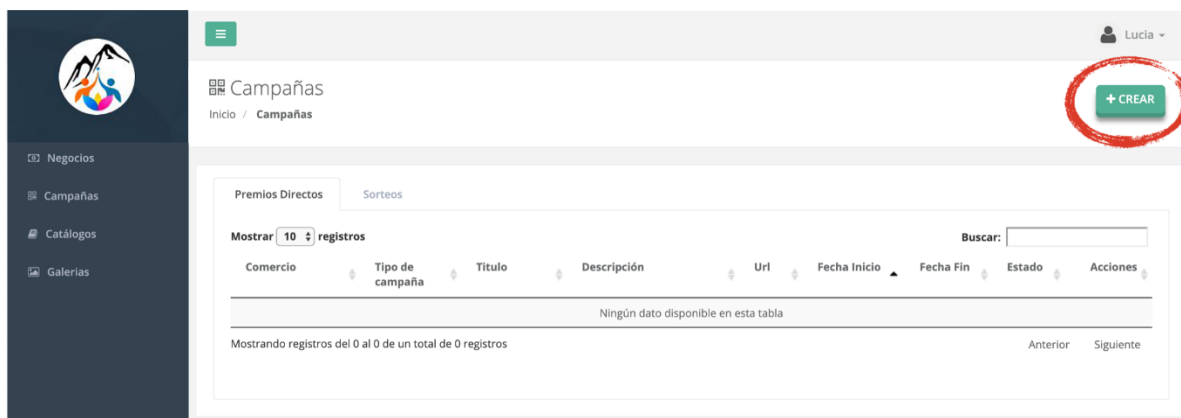 Lucia
Campañas
Inicio / Campañas
+ CREAR
Negocios
Campañas
Catálogos
Galerias
Premios Directos Sorteos
Mostrar 10 registros Buscar:
Comercio Tipo de campaña Titulo Descripción Url Fecha Inicio Fecha Fin Estado Acciones
Ningún dato disponible en esta tabla
Mostrando registros del 0 al 0 de un total de 0 registros Anterior Siguiente